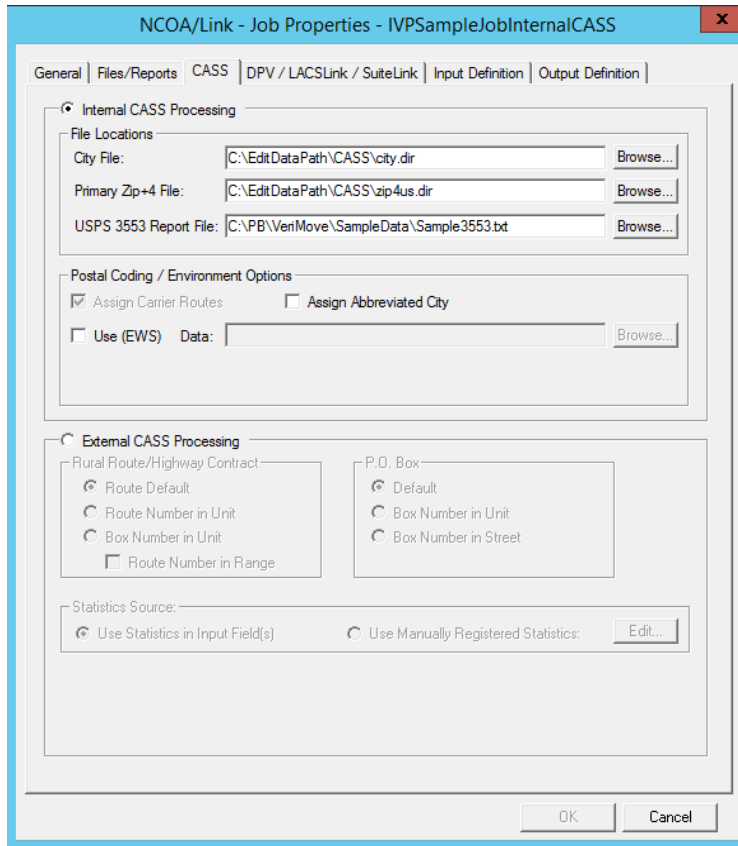 NCOA/Link - Job Properties - IVPSampleJobInternalCASS
x
General Files/Reports CASS DPV / LACSLink / SuiteLink Input Definition Output Definition
Internal CASS Processing
File Locations
City File: C:\EditDataPath\CASS\city.dir Browse...
Primary Zip+4 File: C:\EditDataPath\CASS\zip4us.dir Browse...
USPS 3553 Report File: C:\PB\VeriMove\SampleData\Sample3553.txt Browse...
Postal Coding / Environment Options
Assign Carrier Routes Assign Abbreviated City
Use (EWS) Data: Browse...
External CASS Processing
Rural Route/Highway Contract P.O. Box
Route Default Default
Route Number in Unit Box Number in Unit
Box Number in Unit Box Number in Street
Route Number in Range
Statistics Source:
Use Statistics in Input Field(s) Use Manually Registered Statistics: Edit...
OK Cancel